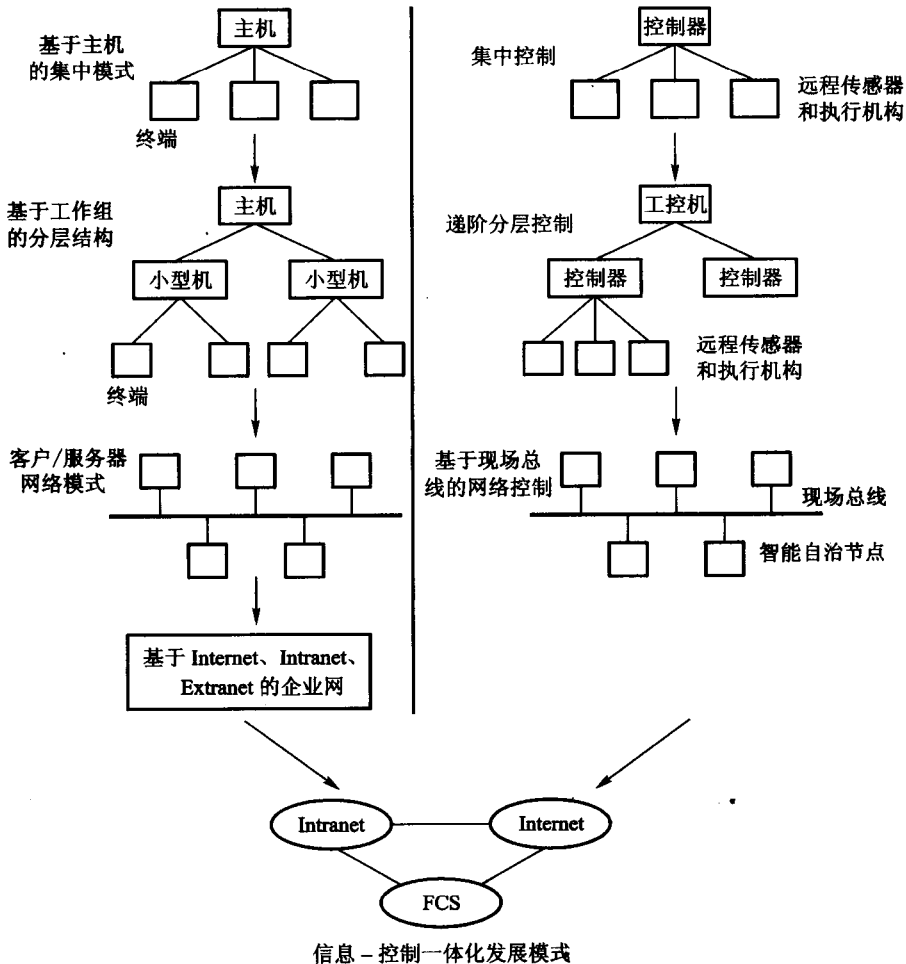 主机
基于主机
的集中模式
终端
主机
基于工作组
的分层结构
小型机
小型机
终端
客户/服务器
网络模式
基于 Internet、Intranet、
Extranet 的企业网
控制器
集中控制
远程传感器
和执行机构
工控机
递阶分层控制
控制器
控制器
远程传感器
和执行机构
基于现场总
线的网络控制
现场总线
智能自治节点
Intranet
Internet
FCS
信息－控制一体化发展模式